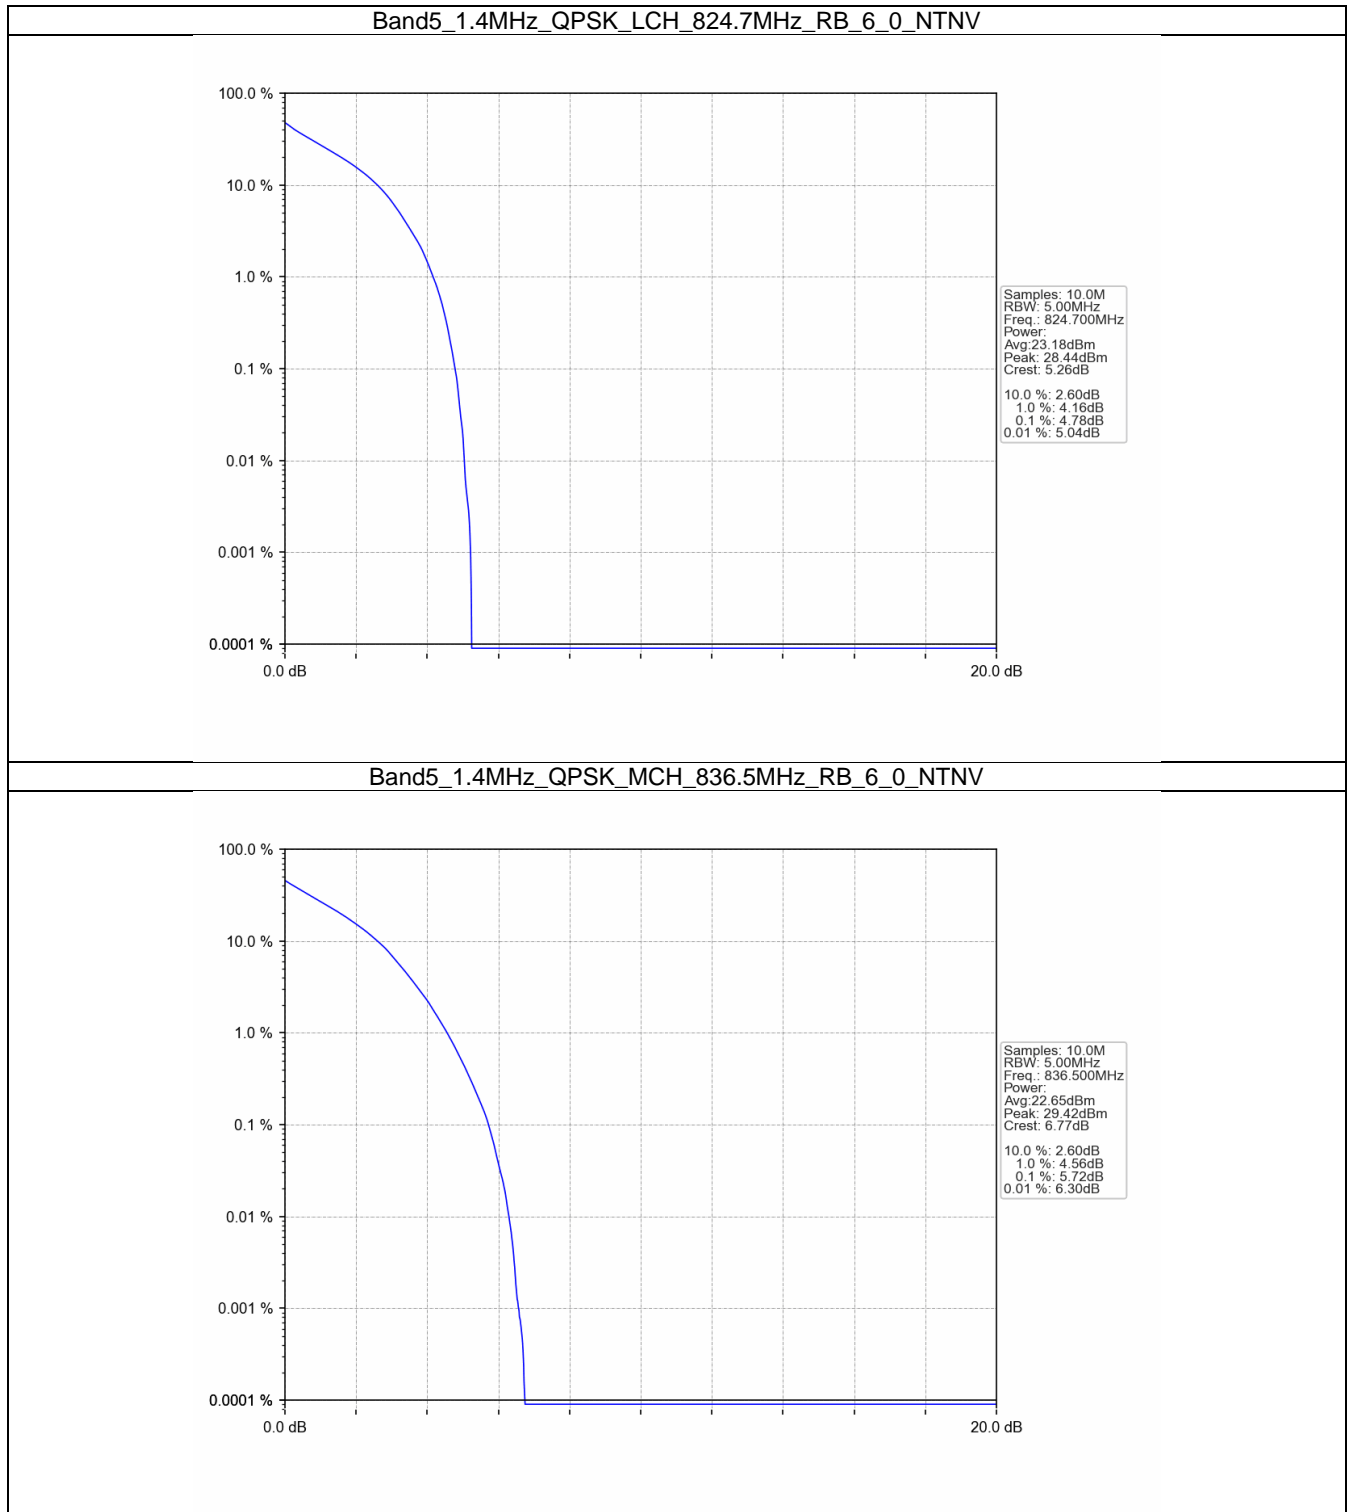 Band5_1.4MHz_QPSK_LCH_824.7MHz_RB_6_0_NTNV
100.0 %
10.0 %
1.0 %
0.1 %
0.01 %
0.001 %
0.0001 %
0.0 dB
20.0 dB
Samples: 10.0M
RBW: 5.00MHz
Freq.: 824.700MHz
Power:
Avg:23.18dBm
Peak: 28.44dBm
Crest: 5.26dB
10.0 %: 2.60dB
1.0 %: 4.16dB
0.1 %: 4.78dB
0.01 %: 5.04dB
Band5_1.4MHz_QPSK_MCH_836.5MHz_RB_6_0_NTNV
100.0 %
10.0 %
1.0 %
0.1 %
0.01 %
0.001 %
0.0001 %
0.0 dB
20.0 dB
Samples: 10.0M
RBW: 5.00MHz
Freq.: 836.500MHz
Power:
Avg:22.65dBm
Peak: 29.42dBm
Crest: 6.77dB
10.0 %: 2.60dB
1.0 %: 4.56dB
0.1 %: 5.72dB
0.01 %: 6.30dB